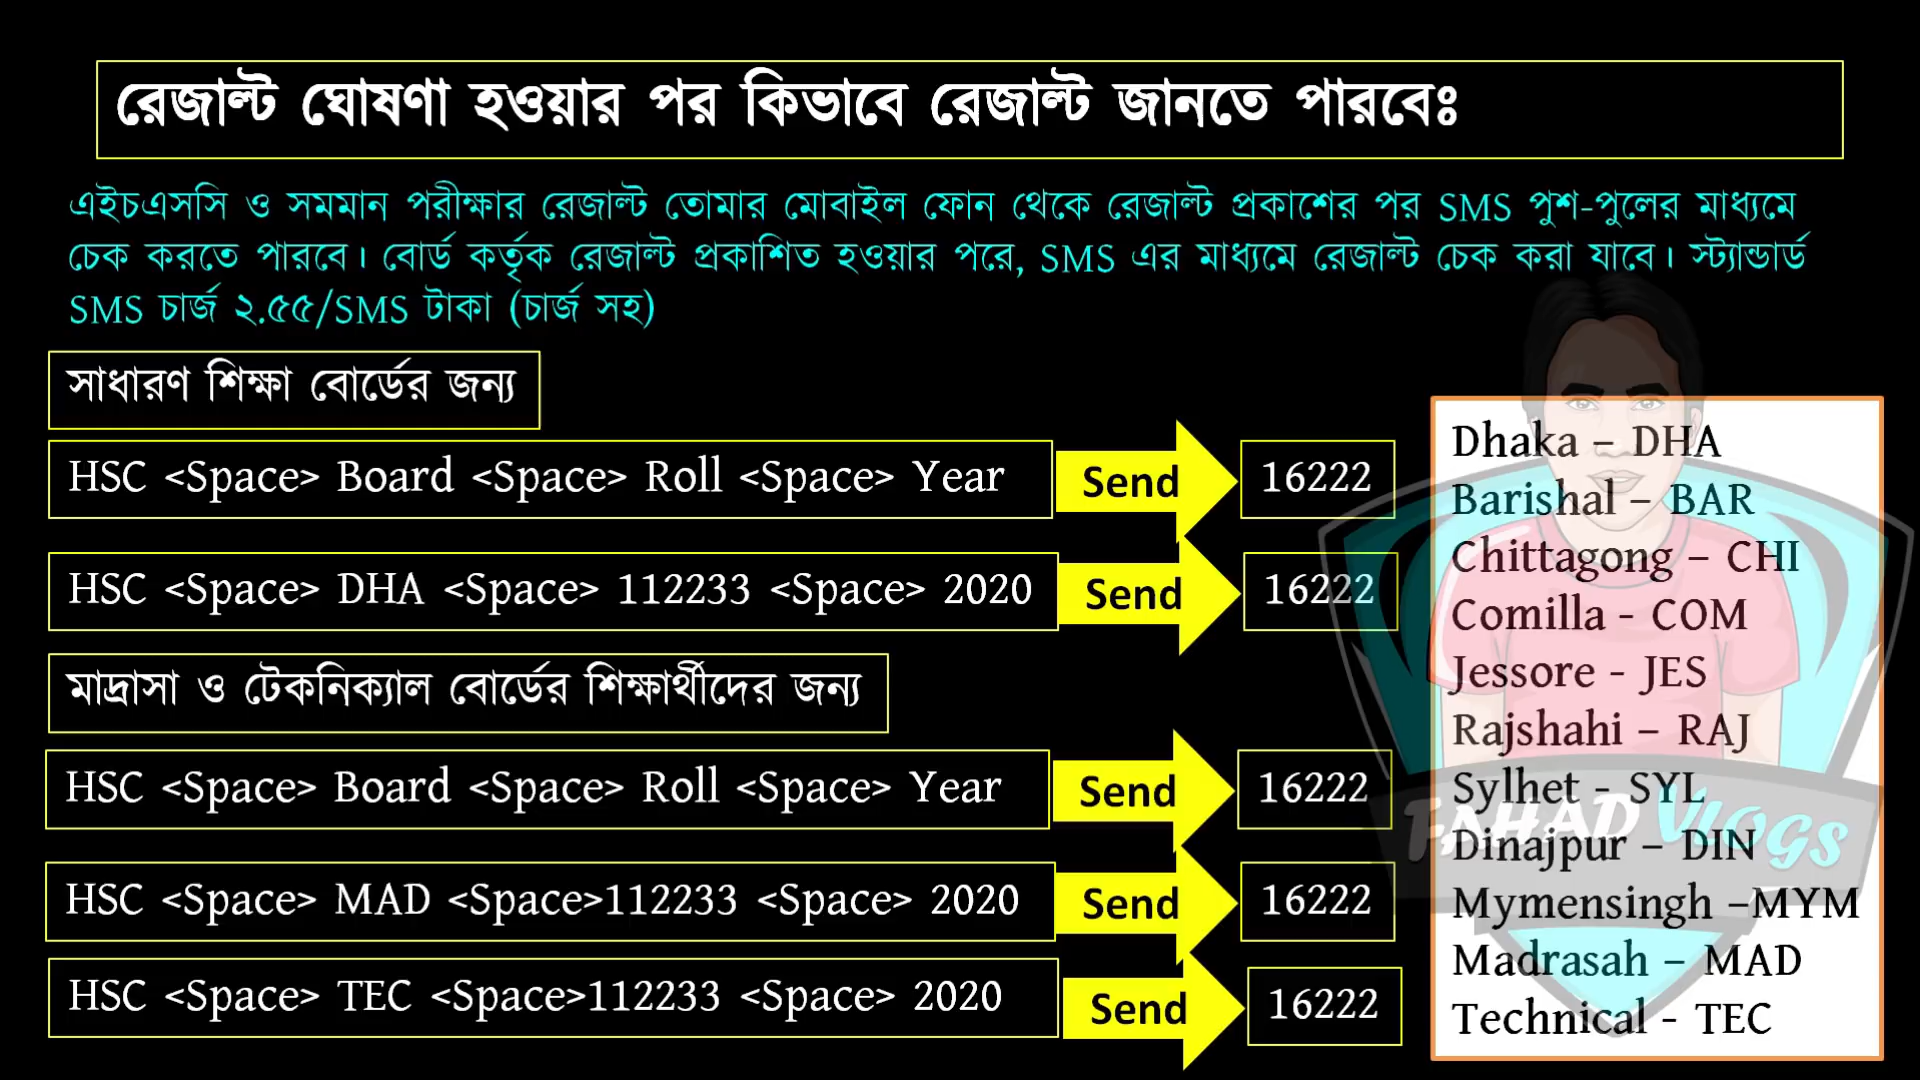 রেজাল্ট ঘোষণা হওয়ার পর কিভাবে রেজাল্ট জানতে পারবেঃ
এইচএসসি ও সমমান পরীক্ষার রেজাল্ট তোমার মোবাইল ফোন থেকে রেজাল্ট প্রকাশের পর SMS পুশ-পুলের মাধ্যমে
চেক করতে পারবে। বোর্ড কর্তৃক রেজাল্ট প্রকাশিত হওয়ার পরে, SMS এর মাধ্যমে রেজাল্ট চেক করা যাবে। স্ট্যান্ডার্ড
SMS চার্জ ২.৫৫/SMS টাকা (চার্জ সহ)
সাধারণ শিক্ষা বোর্ডের জন্য
HSC <Space> Board <Space> Roll <Space> Year Send 16222
HSC <Space> DHA <Space> 112233 <Space> 2020 Send 16222
মাদ্রাসা ও টেকনিক্যাল বোর্ডের শিক্ষার্থীদের জন্য
HSC <Space> Board <Space> Roll <Space> Year Send 16222
HSC <Space> MAD <Space>112233 <Space> 2020 Send 16222
HSC <Space> TEC <Space>112233 <Space> 2020 Send 16222
Dhaka – DHA
Barishal – BAR
Chittagong – CHI
Comilla - COM
Jessore - JES
Rajshahi – RAJ
Sylhet - SYL
Dinajpur – DIN
Mymensingh –MYM
Madrasah – MAD
Technical - TEC
FAHAD Vlogs